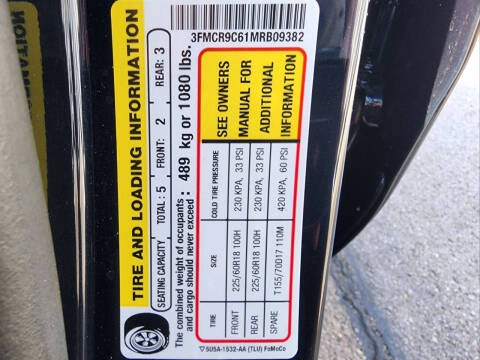 3FMCR9C61MRB09382
TIRE AND LOADING INFORMATION
SEATING CAPACITY TOTAL: 5 FRONT: 2 REAR: 3
The combined weight of occupants
and cargo should never exceed : 489 kg or 1080 lbs.
TIRE SIZE COLD TIRE PRESSURE
FRONT 225/60R18 100H 230 KPA, 33 PSI
REAR 225/60R18 100H 230 KPA, 33 PSI
SPARE T155/70D17 110M 420 KPA, 60 PSI
SEE OWNERS
MANUAL FOR
ADDITIONAL
INFORMATION
5U5A-1532-AA (TLU) FoMoCo